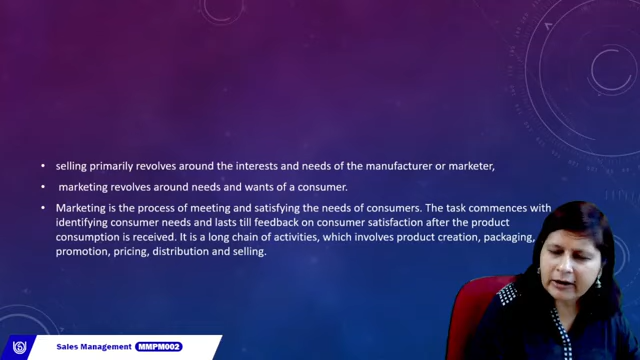 • selling primarily revolves around the interests and needs of the manufacturer or marketer,
• marketing revolves around needs and wants of a consumer.
• Marketing is the process of meeting and satisfying the needs of consumers. The task commences with
identifying consumer needs and lasts till feedback on consumer satisfaction after the product
consumption is received. It is a long chain of activities, which involves product creation, packaging,
promotion, pricing, distribution and selling.
Sales Management MMPM002